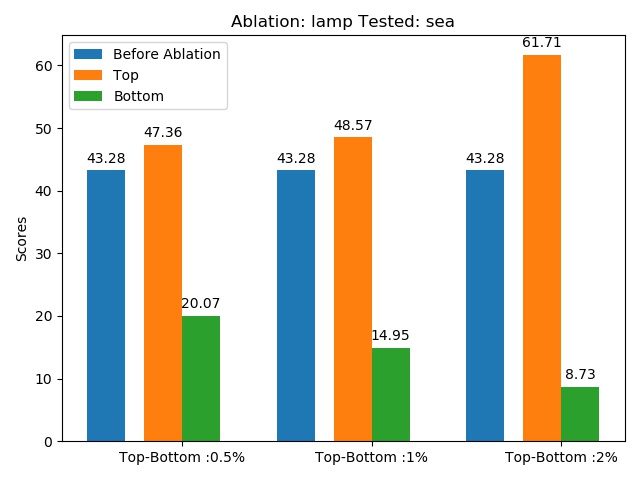 Ablation: lamp Tested: sea
Before Ablation
Top
Bottom
61.71
47.36
48.57
43.28
43.28
43.28
20.07
14.95
8.73
Scores
60
50
40
30
20
10
0
Top-Bottom :0.5%
Top-Bottom :1%
Top-Bottom :2%